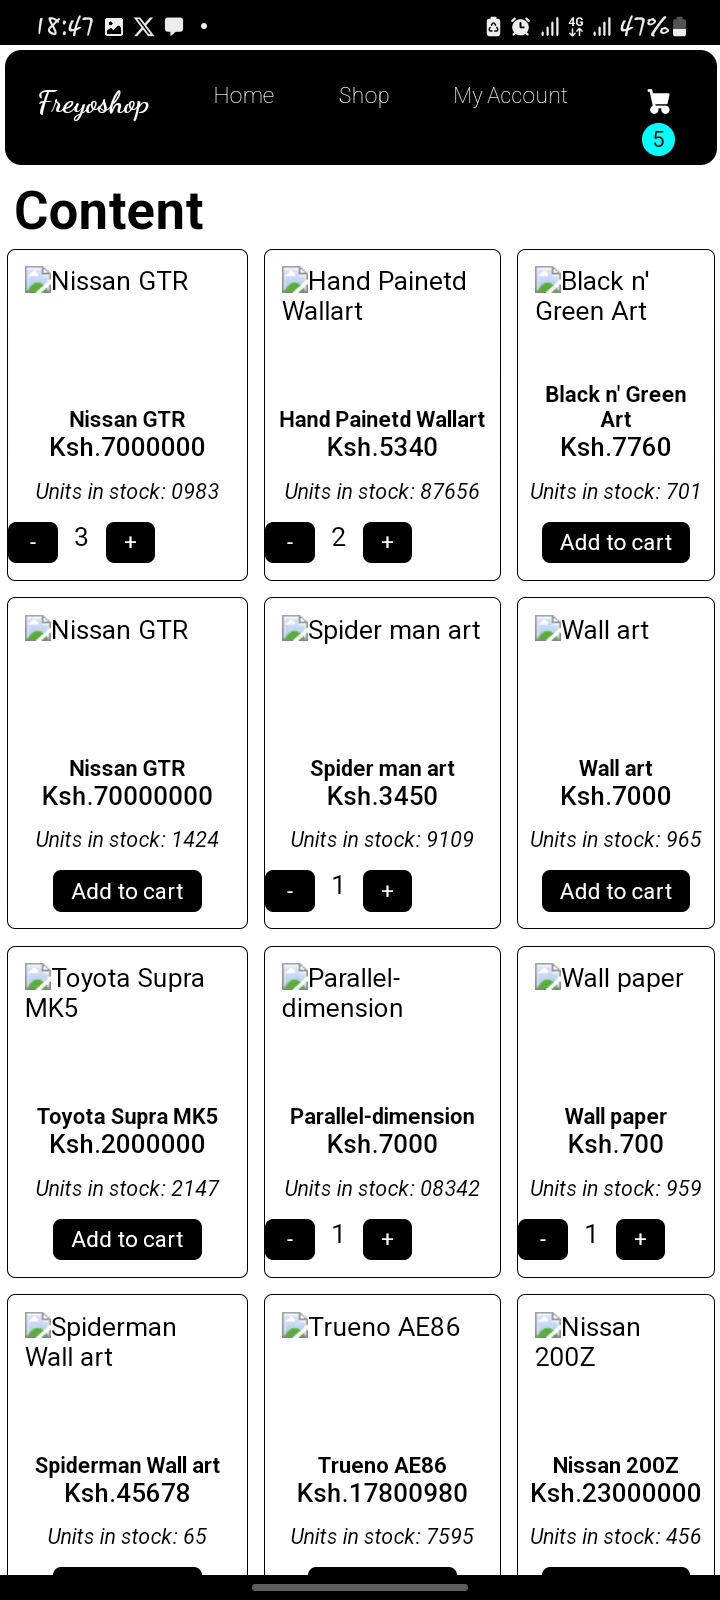 18:47
4G
47%
Freyoshop
Home
Shop
My Account
5
Content
Nissan GTR
Nissan GTR
Ksh.7000000
Units in stock: 0983
-
3
+
Hand Painetd
Wallart
Hand Painetd Wallart
Ksh.5340
Units in stock: 87656
-
2
+
Black n'
Green Art
Black n' Green
Art
Ksh.7760
Units in stock: 701
Add to cart
Nissan GTR
Nissan GTR
Ksh.70000000
Units in stock: 1424
Add to cart
Spider man art
Spider man art
Ksh.3450
Units in stock: 9109
-
1
+
Wall art
Wall art
Ksh.7000
Units in stock: 965
Add to cart
Toyota Supra
MK5
Toyota Supra MK5
Ksh.2000000
Units in stock: 2147
Add to cart
Parallel-
dimension
Parallel-dimension
Ksh.7000
Units in stock: 08342
-
1
+
Wall paper
Wall paper
Ksh.700
Units in stock: 959
-
1
+
Spiderman
Wall art
Spiderman Wall art
Ksh.45678
Units in stock: 65
Trueno AE86
Trueno AE86
Ksh.17800980
Units in stock: 7595
Nissan
200Z
Nissan 200Z
Ksh.23000000
Units in stock: 456